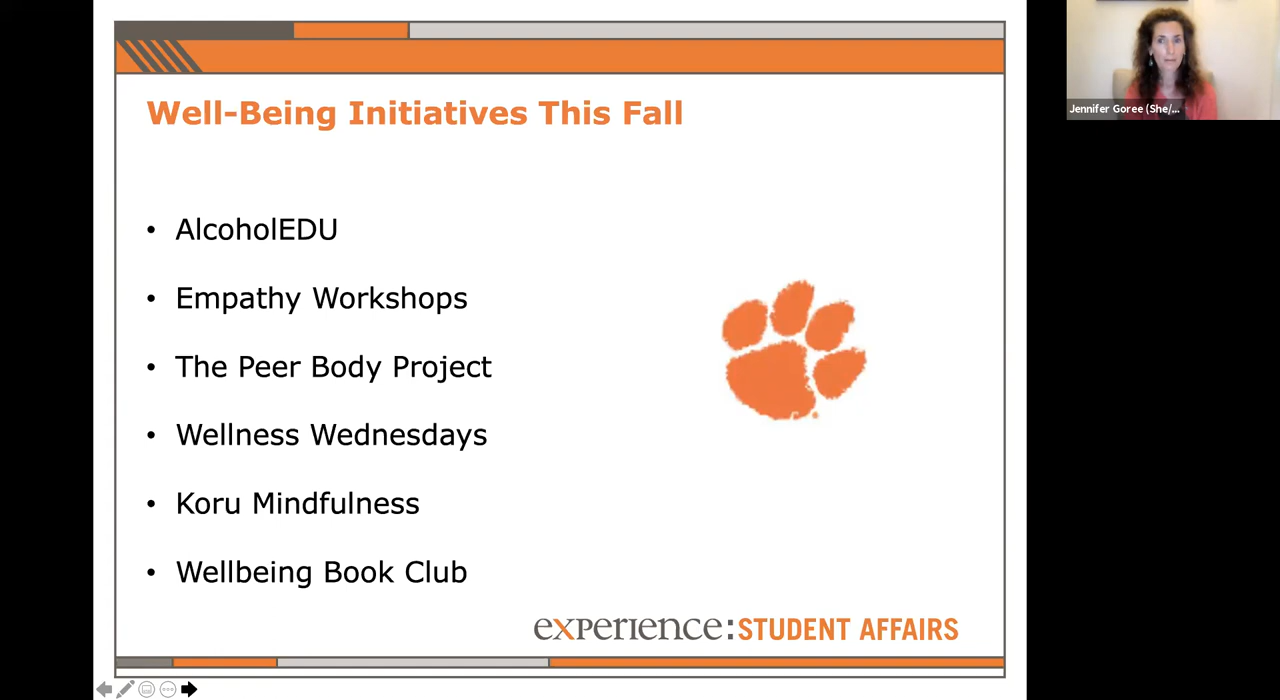 Well-Being Initiatives This Fall
• AlcoholEDU
• Empathy Workshops
• The Peer Body Project
• Wellness Wednesdays
• Koru Mindfulness
• Wellbeing Book Club
experience:STUDENT AFFAIRS
Jennifer Goree (She/...